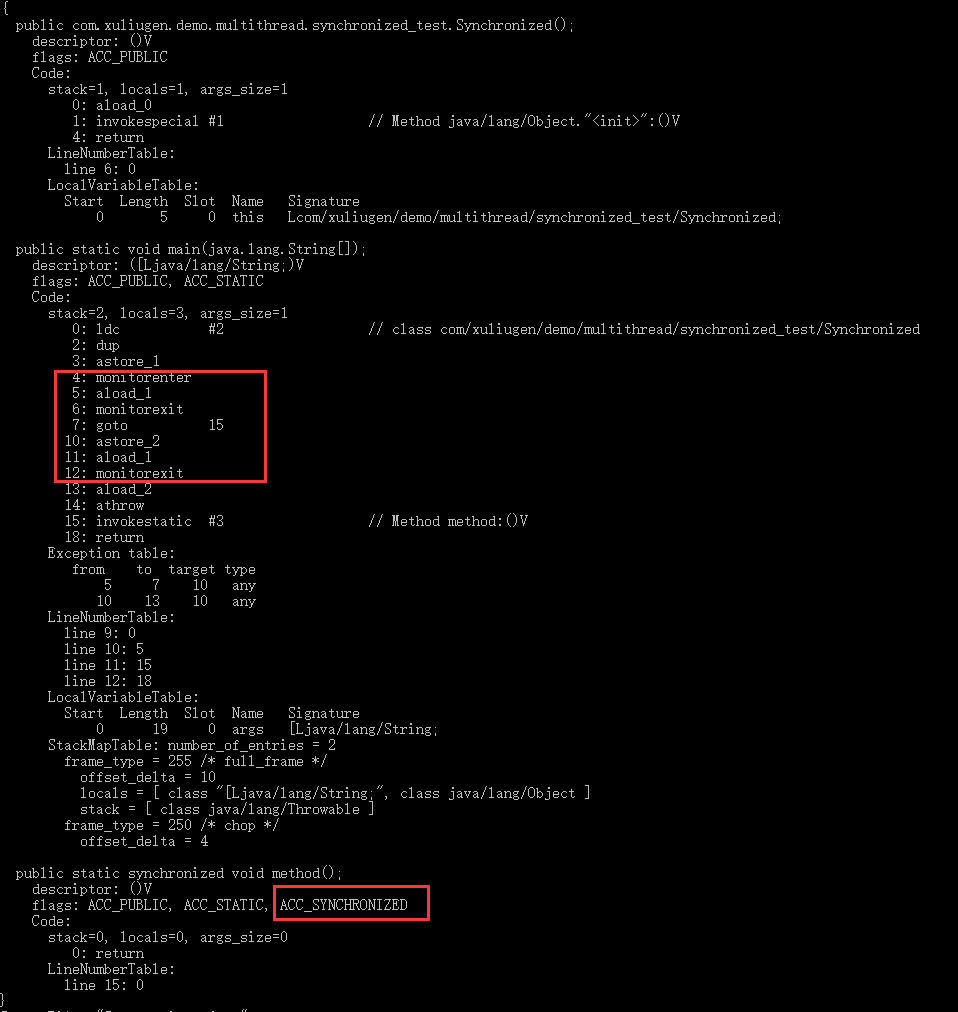 {
  public com.xuliugen.demo.multithread.synchronized_test.Synchronized();
    descriptor: ()V
    flags: ACC_PUBLIC
    Code:
      stack=1, locals=1, args_size=1
         0: aload_0
         1: invokespecial #1                  // Method java/lang/Object."<init>":()V
         4: return
      LineNumberTable:
        line 6: 0
      LocalVariableTable:
        Start  Length  Slot  Name   Signature
            0       5     0  this   Lcom/xuliugen/demo/multithread/synchronized_test/Synchronized;
  public static void main(java.lang.String[]);
    descriptor: ([Ljava/lang/String;)V
    flags: ACC_PUBLIC, ACC_STATIC
    Code:
      stack=2, locals=3, args_size=1
         0: ldc           #2                  // class com/xuliugen/demo/multithread/synchronized_test/Synchronized
         2: dup
         3: astore_1
         4: monitorenter
         5: aload_1
         6: monitorexit
         7: goto          15
        10: astore_2
        11: aload_1
        12: monitorexit
        13: aload_2
        14: athrow
        15: invokestatic  #3                  // Method method:()V
        18: return
      Exception table:
         from    to  target type
             5     7    10   any
            10    13    10   any
      LineNumberTable:
        line 9: 0
        line 10: 5
        line 11: 15
        line 12: 18
      LocalVariableTable:
        Start  Length  Slot  Name   Signature
            0      19     0  args   [Ljava/lang/String;
      StackMapTable: number_of_entries = 2
        frame_type = 255 /* full_frame */
          offset_delta = 10
          locals = [ class "[Ljava/lang/String;", class java/lang/Object ]
          stack = [ class java/lang/Throwable ]
        frame_type = 250 /* chop */
          offset_delta = 4
  public static synchronized void method();
    descriptor: ()V
    flags: ACC_PUBLIC, ACC_STATIC, ACC_SYNCHRONIZED
    Code:
      stack=0, locals=0, args_size=0
         0: return
      LineNumberTable:
        line 15: 0
}